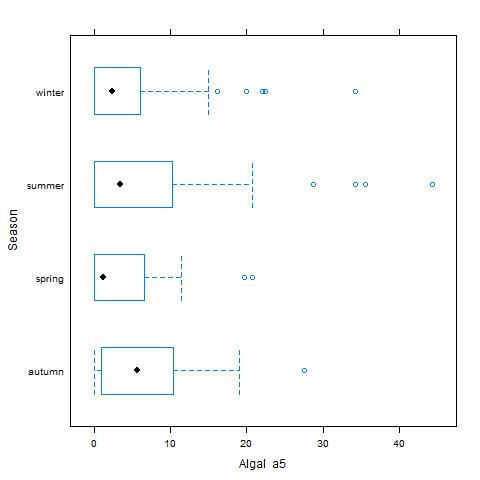 winter
summer
spring
autumn
Season
0 10 20 30 40
Algal a5